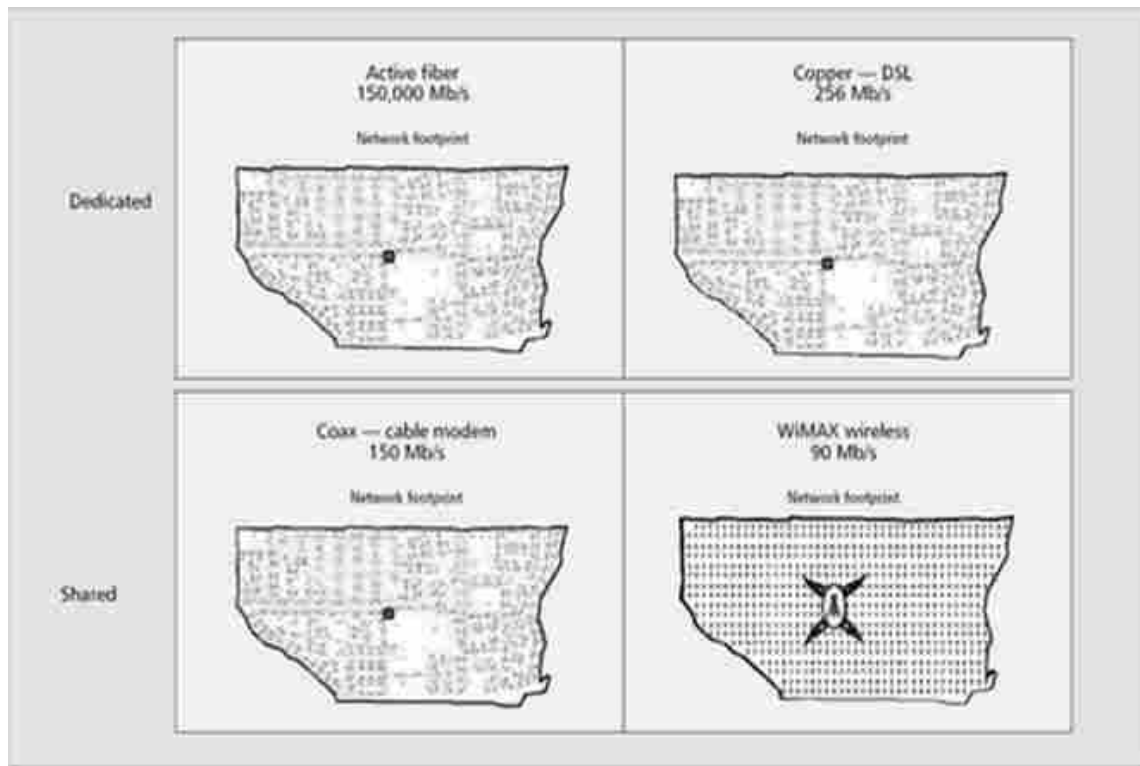 Active fiber
150,000 Mb/s
Network footprint
Copper — DSL
256 Mb/s
Network footprint
Dedicated
Coax — cable modem
150 Mb/s
Network footprint
WiMAX wireless
90 Mb/s
Network footprint
Shared